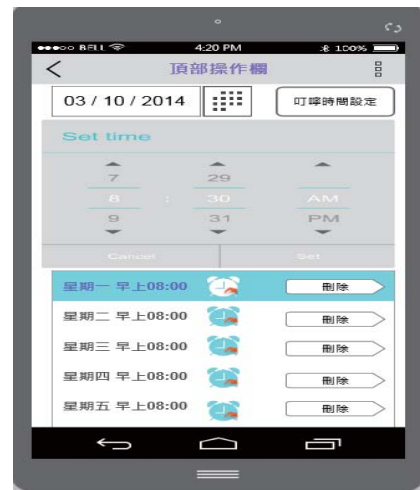 BELL 4:20 PM 100%
頂部操作欄
03 / 10 / 2014 叮嚀時間設定
Set time
7 29
8 : 30 AM
9 31 PM
Cancel Set
星期一 早上08:00 刪除
星期二 早上08:00 刪除
星期三 早上08:00 刪除
星期四 早上08:00 刪除
星期五 早上08:00 刪除